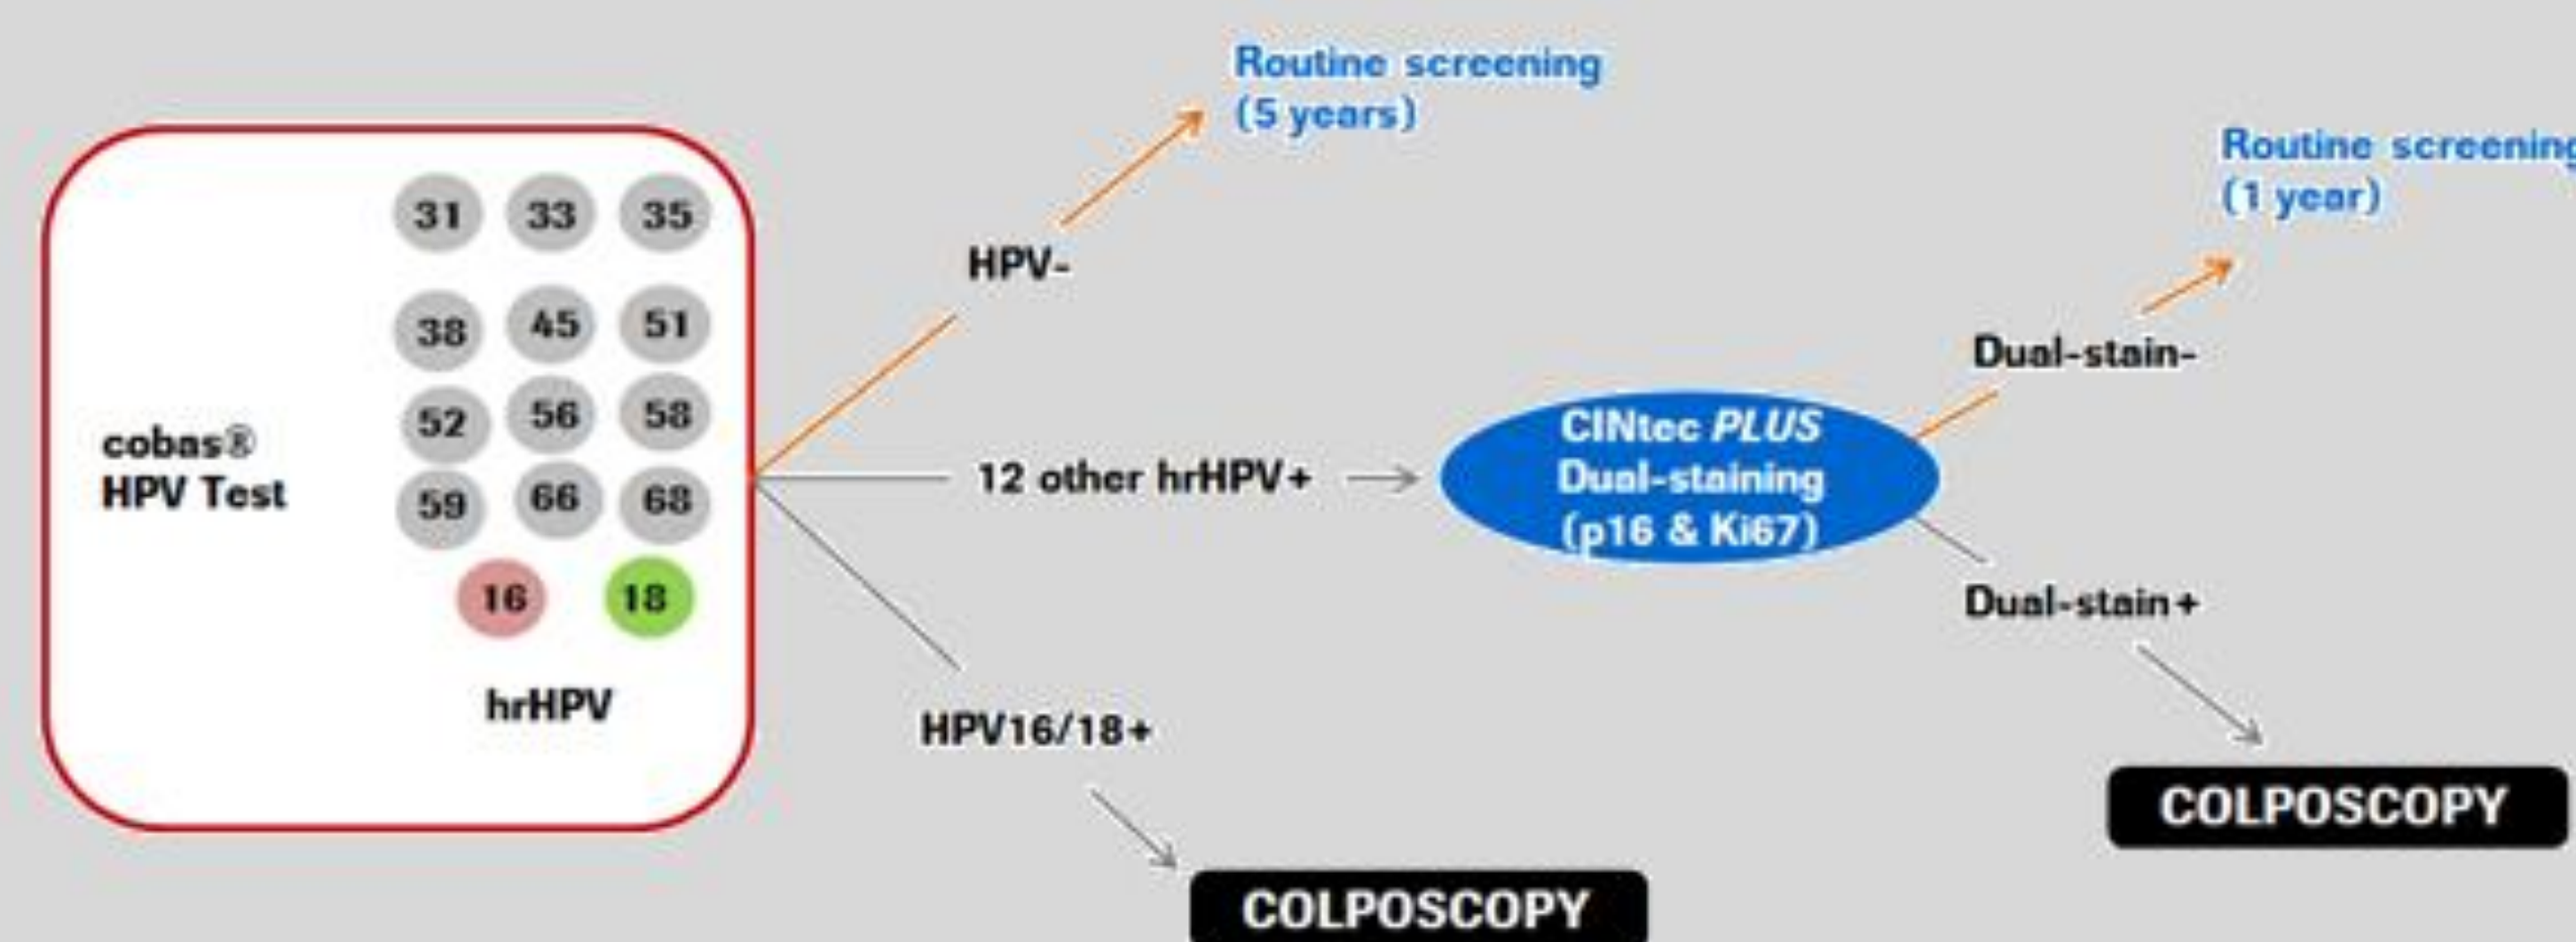 Routine screening
(5 years)
Routine screening
(1 year)
31 33 35
HPV-
38 45 51
Dual-stain-
52 56 58
cobas®
HPV Test
CINtec PLUS
Dual-staining
(p16 & Ki67)
12 other hrHPV+
59 66 68
16 18
Dual-stain+
hrHPV
HPV16/18+
COLPOSCOPY
COLPOSCOPY